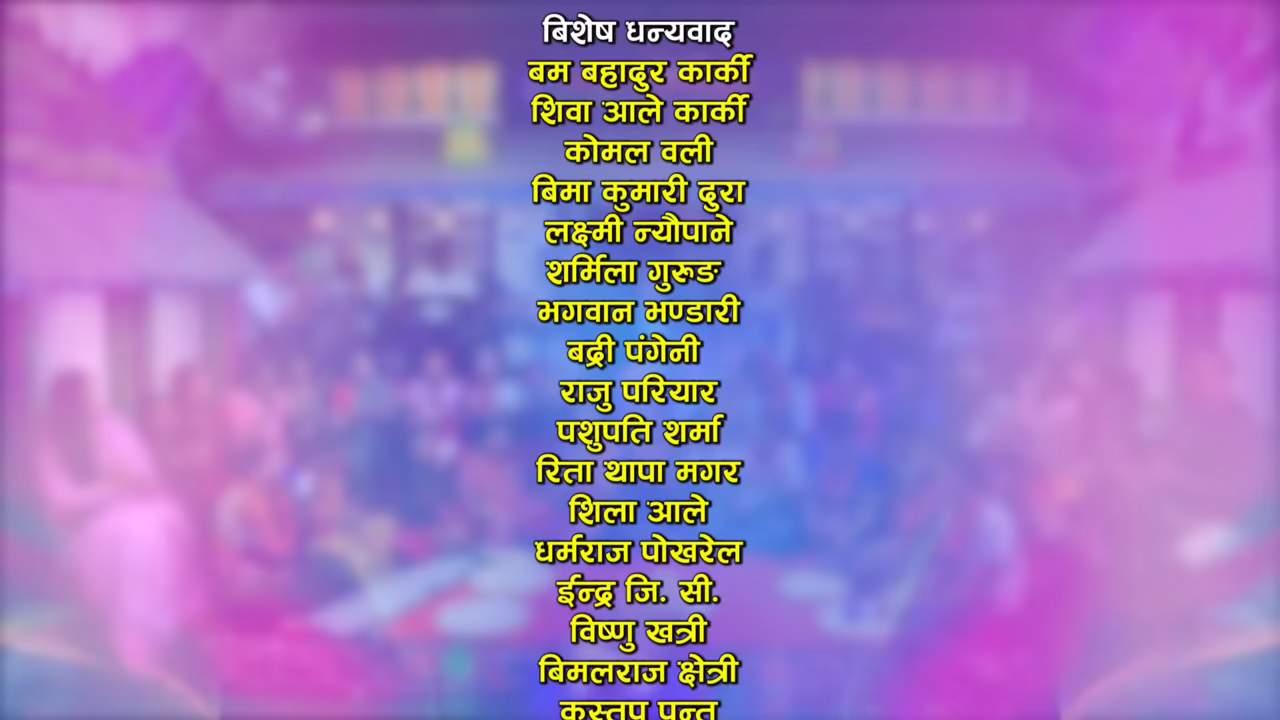 बिशेष धन्यवाद
बम बहादुर कार्की
शिवा आले कार्की
कोमल वली
बिमा कुमारी दुरा
लक्ष्मी न्यौपाने
शर्मिला गुरूङ
भगवान भण्डारी
बद्री पंगेनी
राजु परियार
पशुपति शर्मा
रिता थापा मगर
शिला आले
धर्मराज पोखरेल
ईन्द्र जि. सी.
विष्णु खत्री
बिमलराज क्षेत्री
पन्त